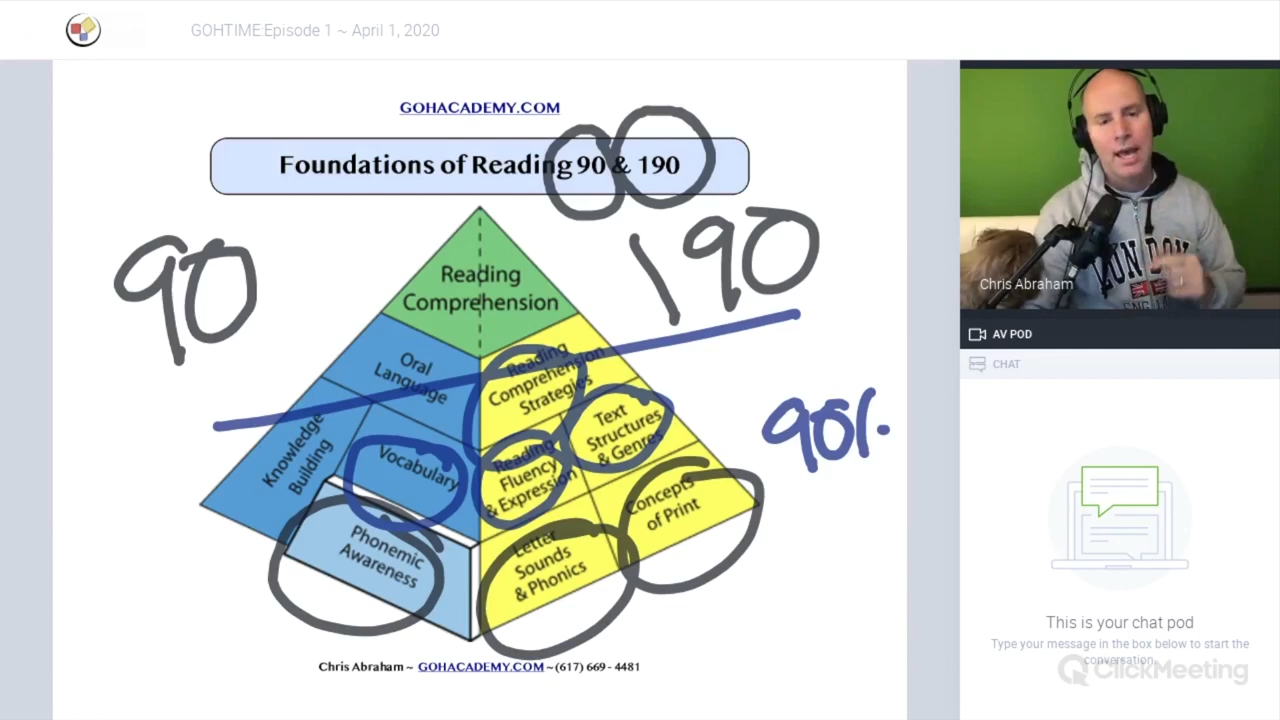 GOHTIME:Episode 1 ~ April 1, 2020
GOHACADEMY.COM
Foundations of Reading 90 & 190
90
190
Reading
Comprehension
Oral
Language
Reading
Comprehension
Strategies
Knowledge
Building
Vocabulary
Reading
Fluency
& Expression
Text
Structures
& Genres
90%
Phonemic
Awareness
Letter
Sounds
& Phonics
Concepts
of Print
Chris Abraham ~ GOHACADEMY.COM ~ (617) 669 - 4481
LONDON
ENG
Chris Abraham
AV POD
CHAT
This is your chat pod
Type your message in the box below to start the
conversation.
ClickMeeting